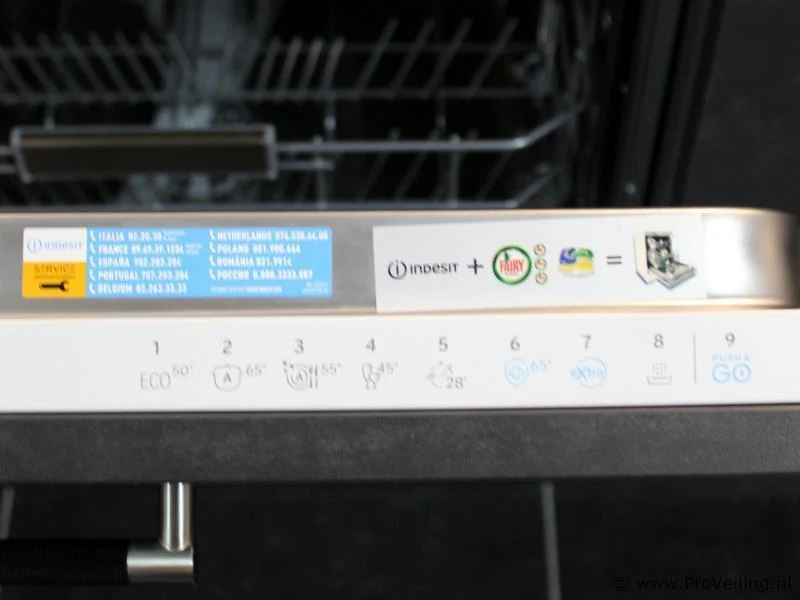 INDESIT
SERVICE
ITALIA 02.20.30
FRANCE 09.69.39.1234
ESPAÑA 902.203.204
PORTUGAL 707.203.204
BELGIUM 02.263.33.33
NETHERLANDS 076.530.64.00
POLAND 801.900.666
ROMÂNIA 021.9914
РОССИЯ 8.800.3333.887
INDESIT + FAIRY =
1 2 3 4 5 6 7 8 9
ECO 50° A 65° A 55° 45° 28° 65° eXtra PUSH& GO
© www.ProVeiling.nl